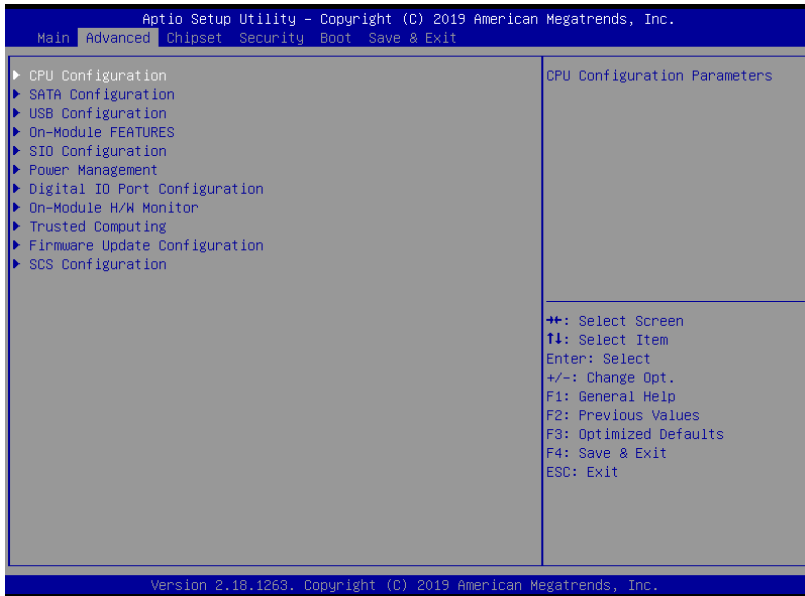 Aptio Setup Utility – Copyright (C) 2019 American Megatrends, Inc.
Main Advanced Chipset Security Boot Save & Exit
CPU Configuration
SATA Configuration
USB Configuration
On-Module FEATURES
SIO Configuration
Power Management
Digital IO Port Configuration
On-Module H/W Monitor
Trusted Computing
Firmware Update Configuration
SCS Configuration
CPU Configuration Parameters
→←: Select Screen
↑↓: Select Item
Enter: Select
+/-: Change Opt.
F1: General Help
F2: Previous Values
F3: Optimized Defaults
F4: Save & Exit
ESC: Exit
Version 2.18.1263. Copyright (C) 2019 American Megatrends, Inc.